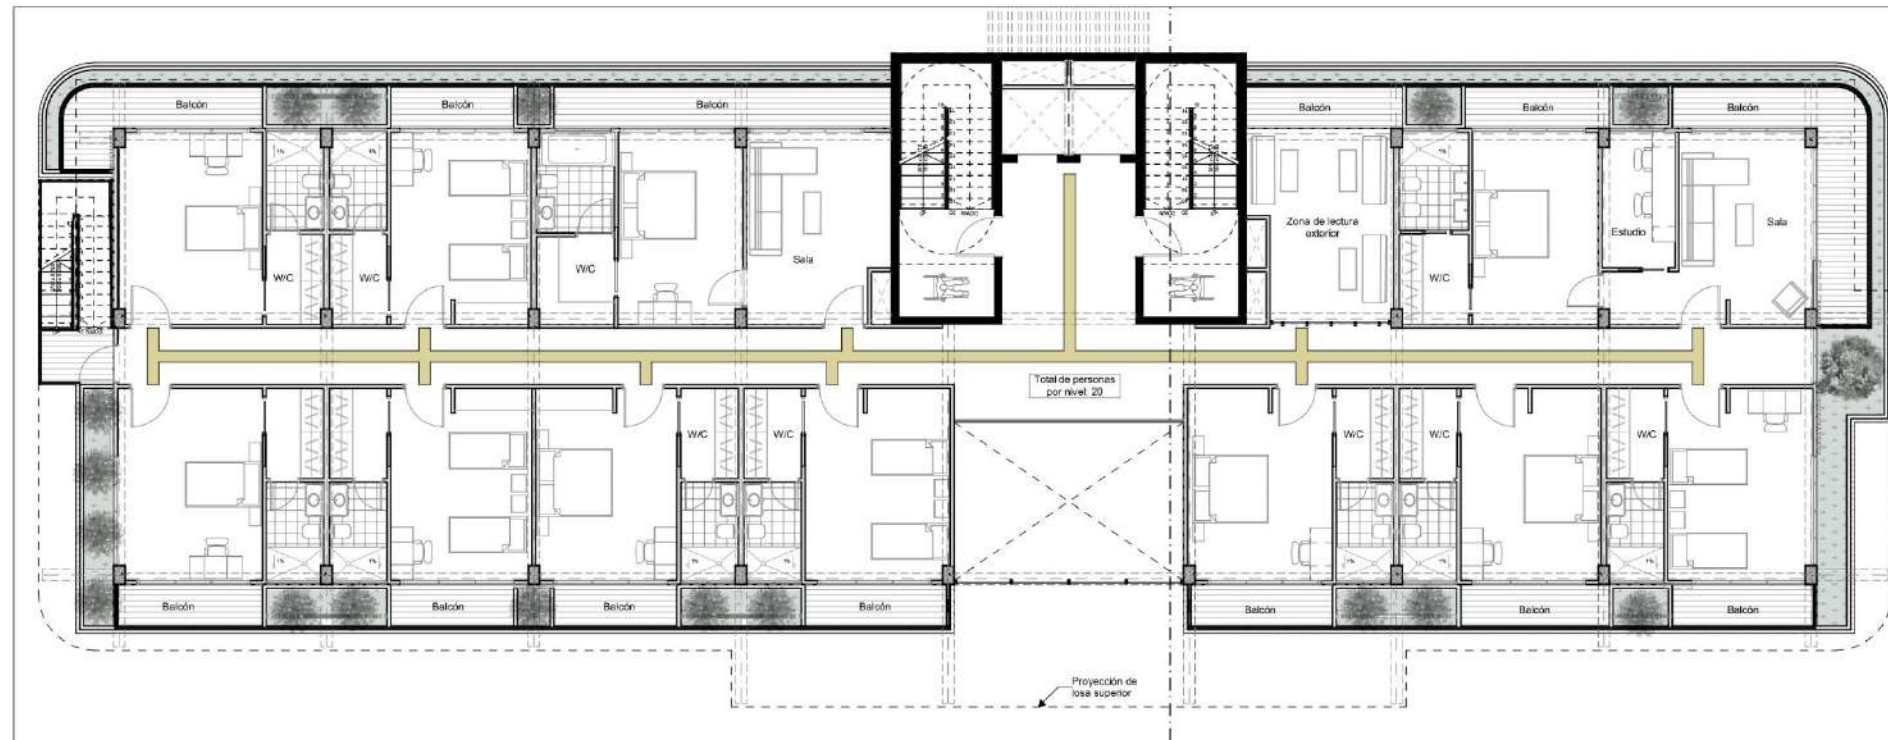 Balcón
Balcón
Balcón
Balcón
Balcón
Balcón
Zona de lectura
exterior
Estudio
Sala
Sala
W/C
W/C
W/C
W/C
Total de personas
por nivel: 20
W/C
W/C
W/C
W/C
W/C
Balcón
Balcón
Balcón
Balcón
Balcón
Balcón
Balcón
Proyección de
losa superior